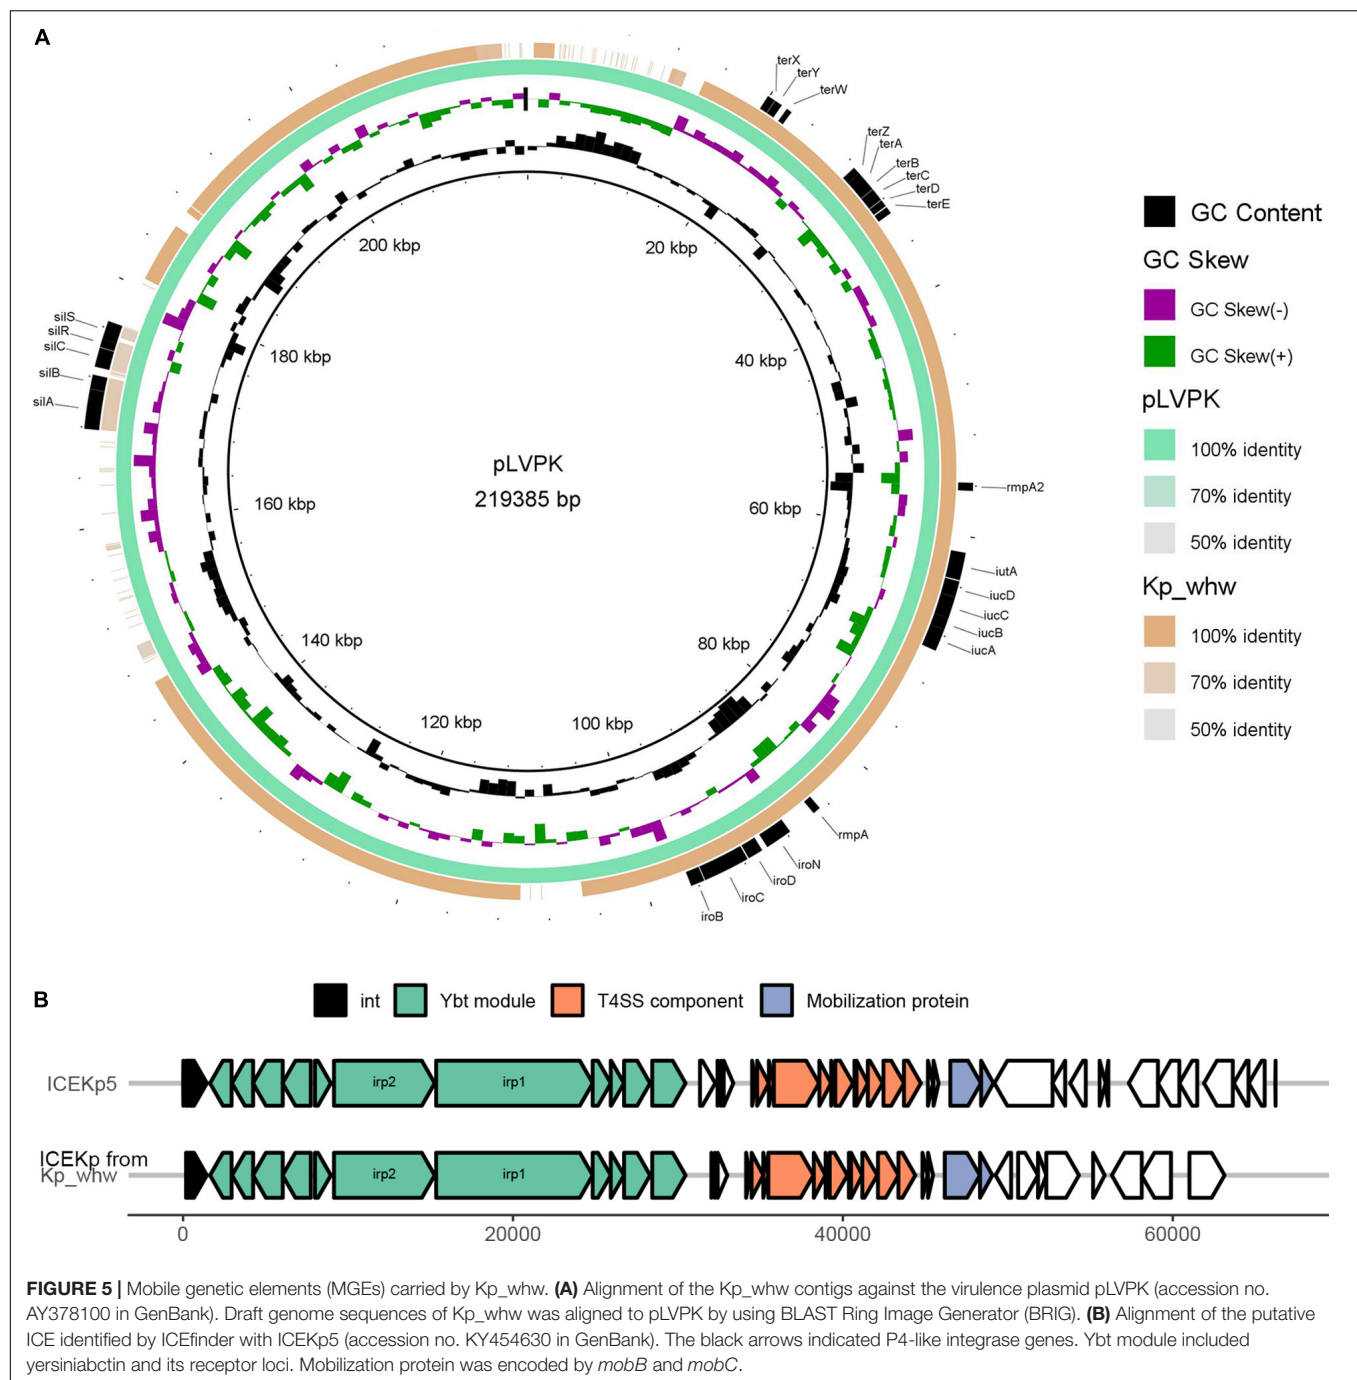 A
terX
terY
terW
terZ
terA
terB
terC
terD
terE
silS
silR
silC
silB
silA
200 kbp
20 kbp
180 kbp
40 kbp
pLVPK
219385 bp
160 kbp
60 kbp
140 kbp
80 kbp
120 kbp
100 kbp
rmpA2
iutA
iucD
iucC
iucB
iucA
rmpA
iroN
iroD
iroC
iroB
GC Content
GC Skew
GC Skew(-)
GC Skew(+)
pLVPK
100% identity
70% identity
50% identity
Kp_whw
100% identity
70% identity
50% identity
B
int Ybt module T4SS component Mobilization protein
ICEKp5
irp2 irp1
ICEKp from
Kp_whw
irp2 irp1
0 20000 40000 60000
FIGURE 5 | Mobile genetic elements (MGEs) carried by Kp_whw. (A) Alignment of the Kp_whw contigs against the virulence plasmid pLVPK (accession no.
AY378100 in GenBank). Draft genome sequences of Kp_whw was aligned to pLVPK by using BLAST Ring Image Generator (BRIG). (B) Alignment of the putative
ICE identified by ICEfinder with ICEKp5 (accession no. KY454630 in GenBank). The black arrows indicated P4-like integrase genes. Ybt module included
yersiniabctin and its receptor loci. Mobilization protein was encoded by mobB and mobC.